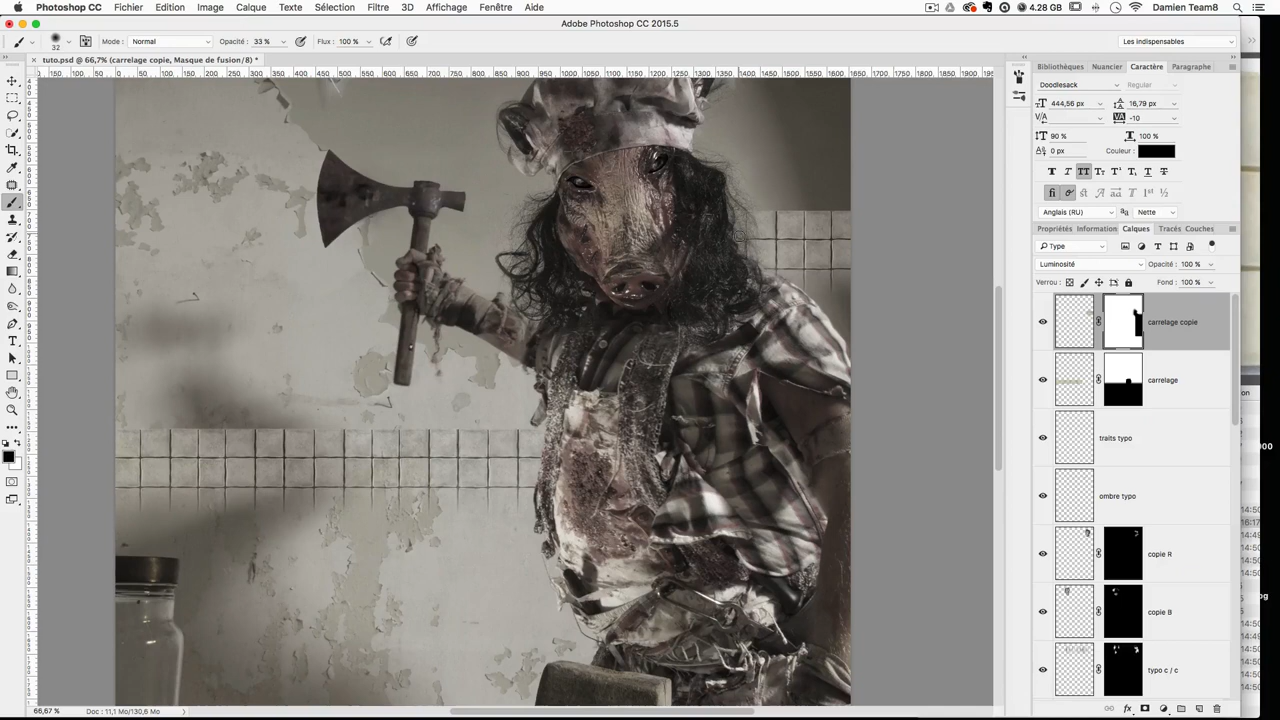 Photoshop CC Fichier Edition Image Calque Texte Sélection Filtre 3D Affichage Fenêtre Aide 4.28 GB Damien Team8
Adobe Photoshop CC 2015.5
32 Mode : Normal Opacité : 33 % Flux : 100 % Les indispensables
tuto.psd @ 66,7% (carrelage copie, Masque de fusion/8) *
Bibliothèques Nuancier Caractère Paragraphe
Doodlesack Regular
444,56 px 16,79 px
-10
90 % 100 %
0 px Couleur :
Anglais (RU) Nette
Propriétés Information Calques Tracés Couches
Type
Luminosité Opacité : 100 %
Verrou : Fond : 100 %
carrelage copie
carrelage
traits typo
ombre typo
copie R
copie B
typo c / c
66,67 % Doc : 11,1 Mo/130,6 Mo